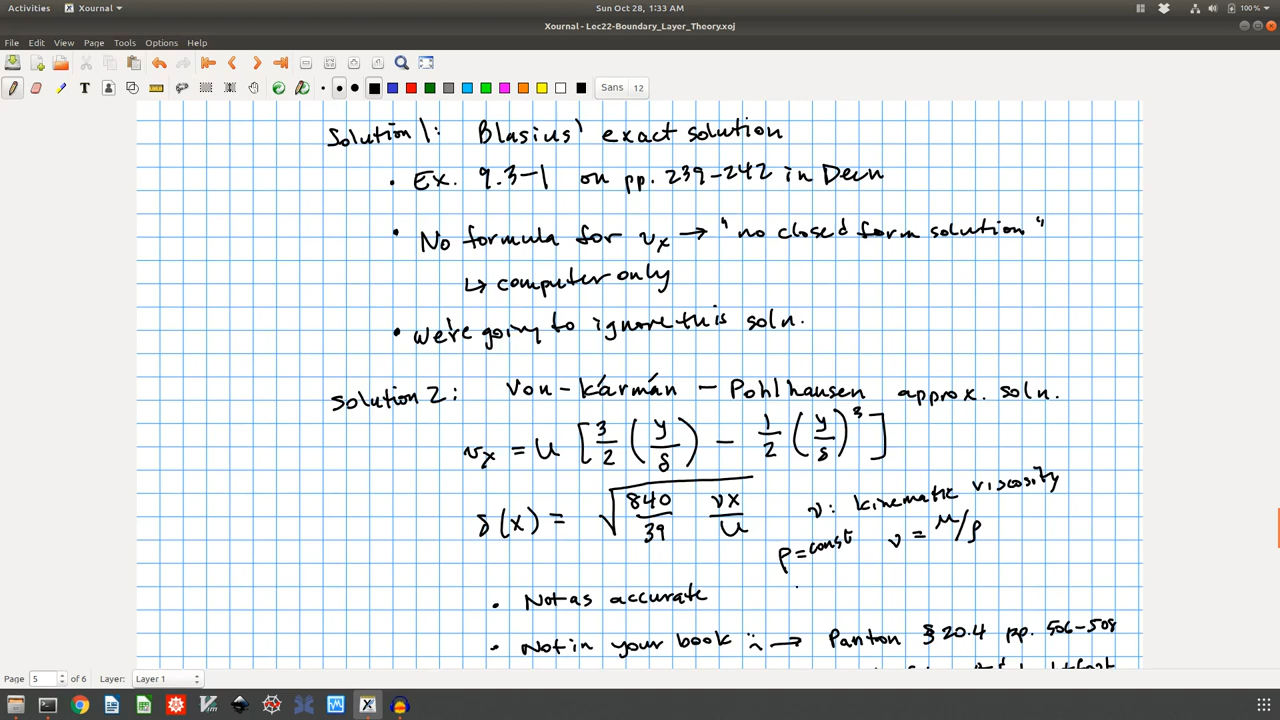 Activities Xournal Sun Oct 28, 1:33 AM 100 %
Xournal - Lec22-Boundary_Layer_Theory.xoj
File Edit View Page Tools Options Help
Sans 12
Solution 1: Blasius' exact solution
• Ex. 9.3-1 on pp. 239-242 in Deen
• No formula for vₓ → "no closed form solution"
↳ computer only
• We're going to ignore this soln.
Solution 2: Von-Kármán - Pohlhausen approx. soln.
vₓ = U [3/2 (y/δ) - 1/2 (y/δ)³]
δ(x) = √(840/39 νx/U)
ν: kinematic viscosity
ρ=const ν = μ/ρ
• Not as accurate
• Not in your book :( → Panton § 20.4 pp. 506-508
Page 5 of 6 Layer: Layer 1